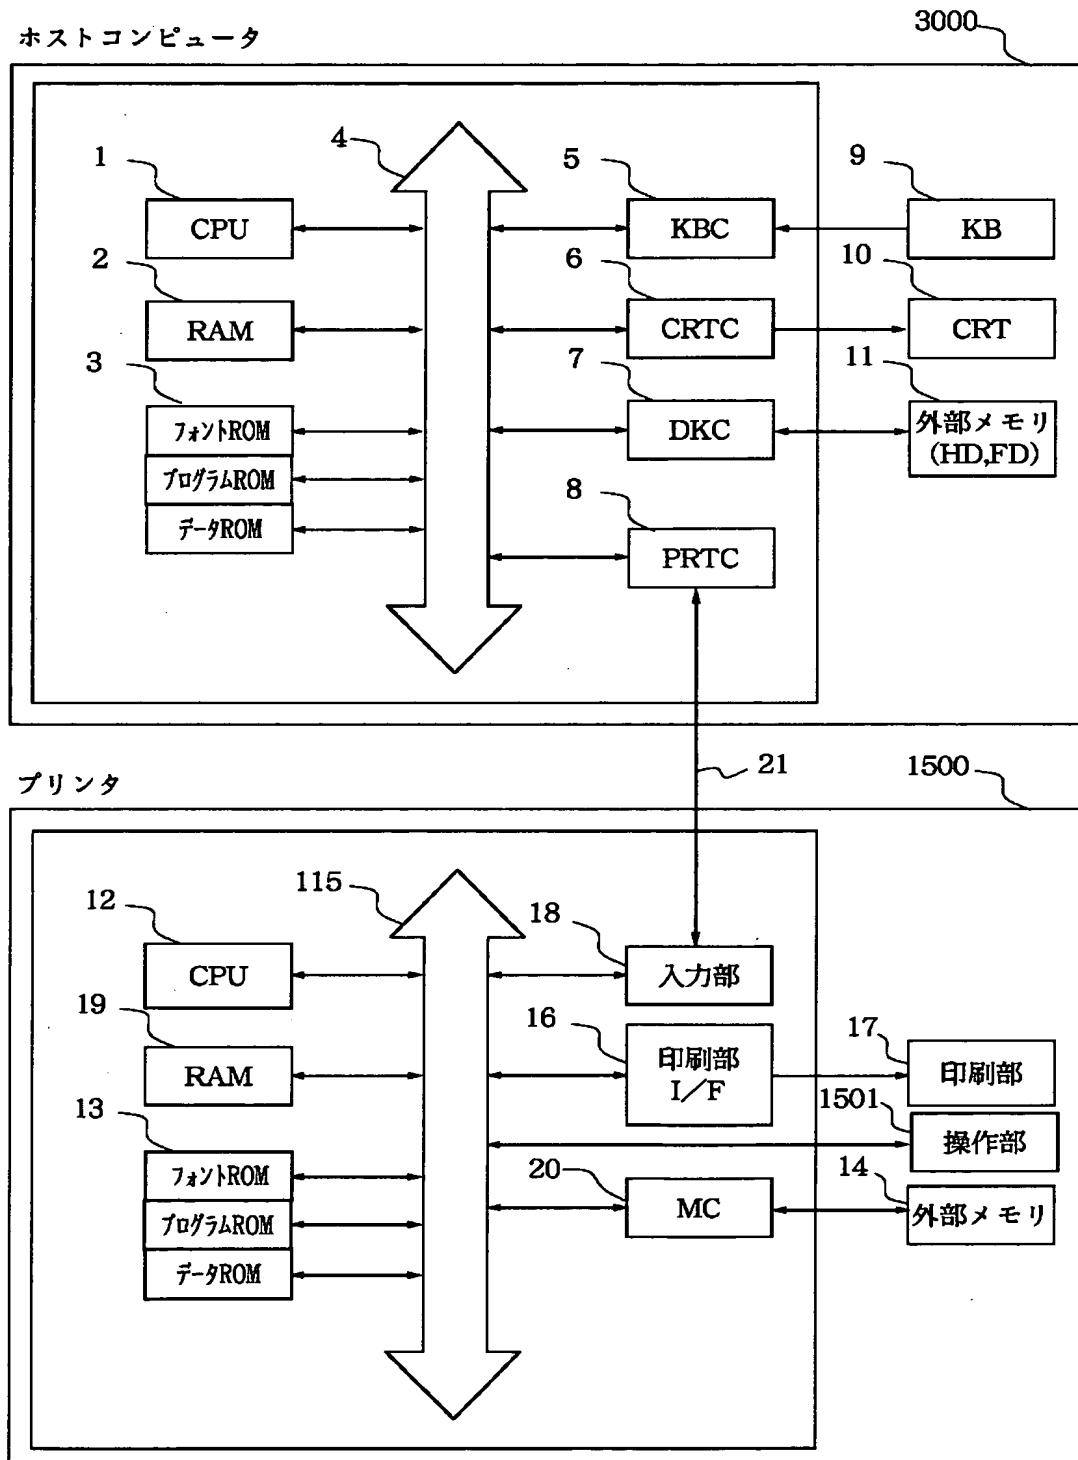 ホストコンピュータ
3000
1
CPU
2
RAM
3
フォントROM
プログラムROM
データROM
4
5
KBC
6
CRTC
7
DKC
8
PRTC
9
KB
10
CRT
11
外部メモリ
(HD,FD)
21
プリンタ
1500
12
CPU
19
RAM
13
フォントROM
プログラムROM
データROM
115
18
入力部
16
印刷部
I/F
20
MC
17
印刷部
1501
操作部
14
外部メモリ